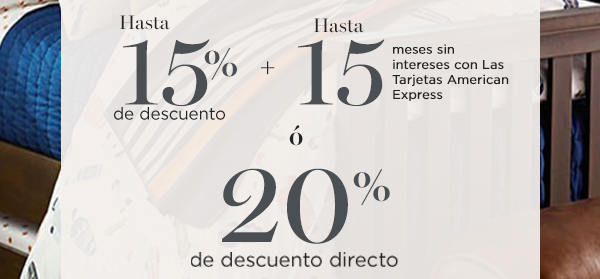 Hasta
15%
de descuento
+
Hasta
15
meses sin
intereses con Las
Tarjetas American
Express
ó
20%
de descuento directo